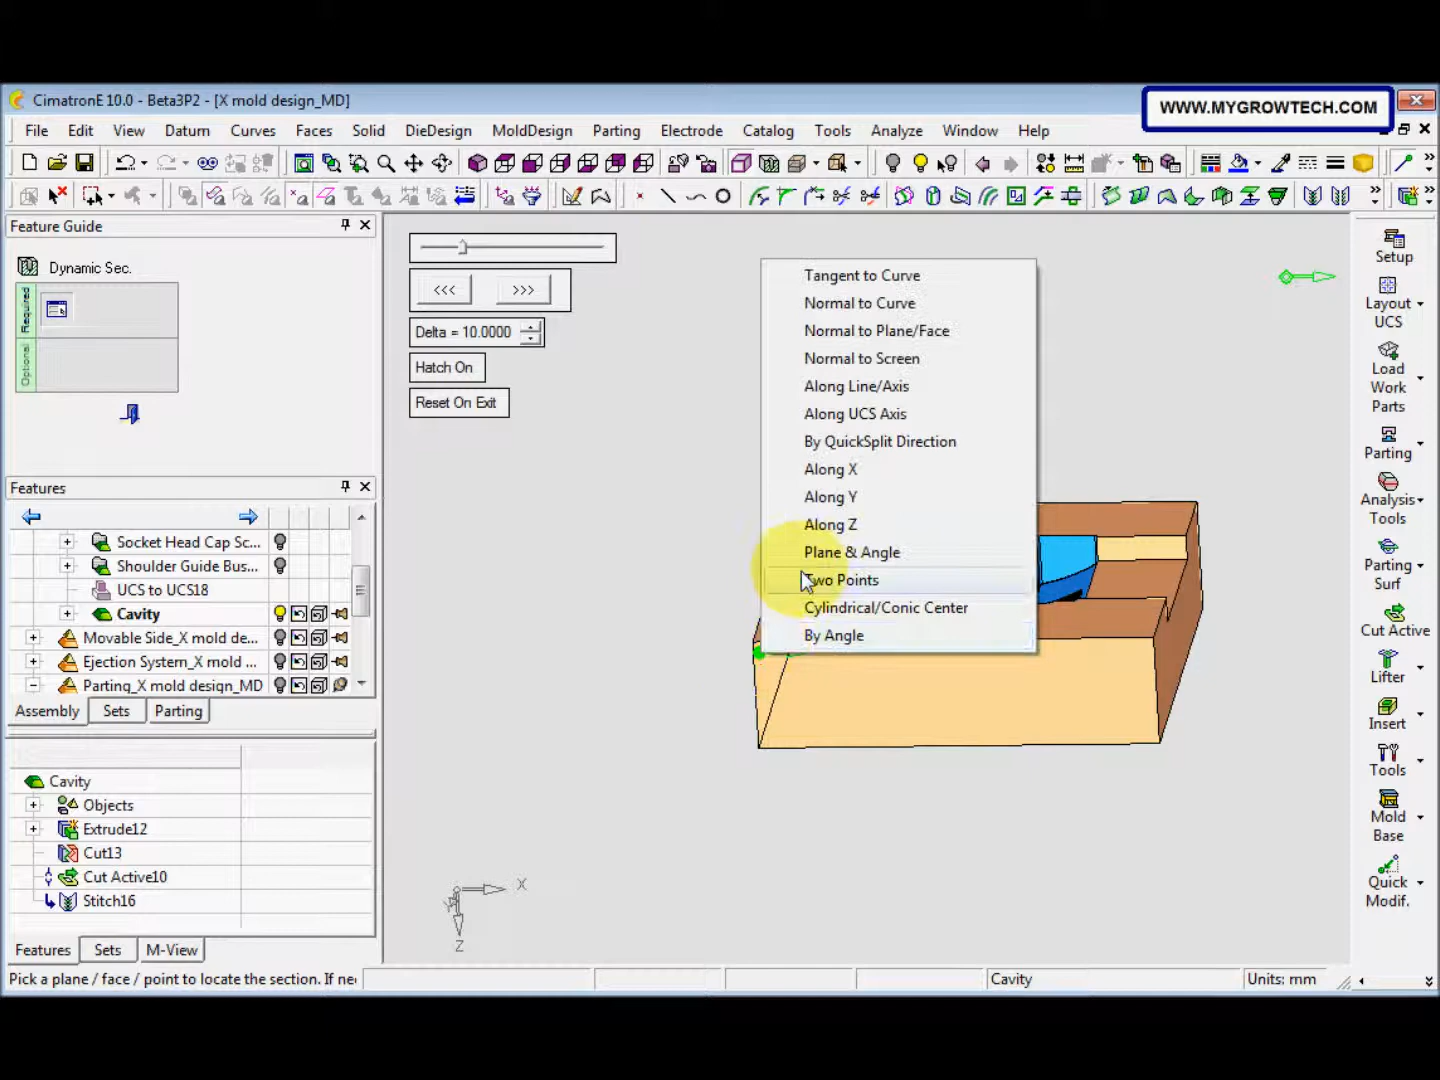 CimatronE 10.0 - Beta3P2 - [X mold design_MD]
WWW.MYGROWTECH.COM
File Edit View Datum Curves Faces Solid DieDesign MoldDesign Parting Electrode Catalog Tools Analyze Window Help
Feature Guide
Dynamic Sec.
Required
Optional
Features
Socket Head Cap Sc...
Shoulder Guide Bus...
UCS to UCS18
Cavity
Movable Side_X mold de...
Ejection System_X mold ...
Parting_X mold design_MD
Assembly Sets Parting
Cavity
Objects
Extrude12
Cut13
Cut Active10
Stitch16
Features Sets M-View
<<< >>>
Delta = 10.0000
Hatch On
Reset On Exit
Tangent to Curve
Normal to Curve
Normal to Plane/Face
Normal to Screen
Along Line/Axis
Along UCS Axis
By QuickSplit Direction
Along X
Along Y
Along Z
Plane & Angle
Two Points
Cylindrical/Conic Center
By Angle
X
Z
Setup
Layout
UCS
Load
Work
Parts
Parting
Analysis
Tools
Parting
Surf
Cut Active
Lifter
Insert
Tools
Mold
Base
Quick
Modif.
Pick a plane / face / point to locate the section. If ne
Cavity
Units: mm